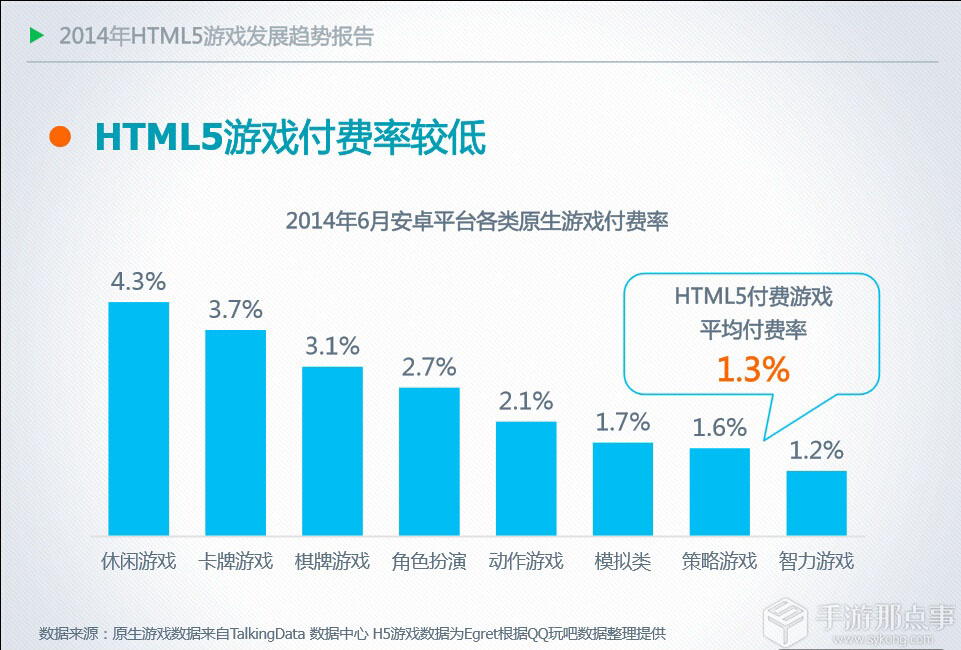 2014年HTML5游戏发展趋势报告
HTML5游戏付费率较低
2014年6月安卓平台各类原生游戏付费率
4.3%
3.7%
3.1%
2.7%
2.1%
1.7%
1.6%
1.2%
HTML5付费游戏
平均付费率
1.3%
休闲游戏 卡牌游戏 棋牌游戏 角色扮演 动作游戏 模拟类 策略游戏 智力游戏
数据来源：原生游戏数据来自TalkingData 数据中心 H5游戏数据为Egret根据QQ玩吧数据整理提供
手游那点事
www.sykong.com